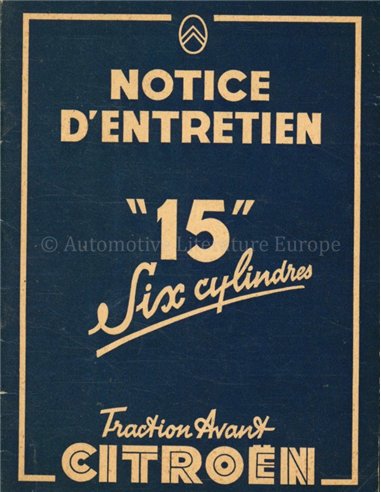 NOTICE
D'ENTRETIEN
"15"
© Automotive Literature Europe
Six cylindres
Traction Avant
CITROËN